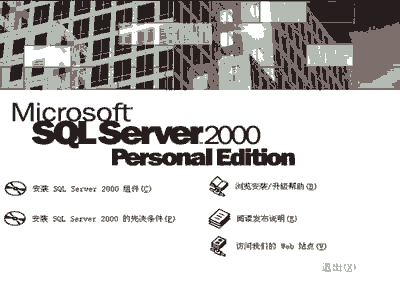 Microsoft
SQL Server 2000
Personal Edition
安装 SQL Server 2000 组件(C)
安装 SQL Server 2000 的先决条件(P)
浏览安装/升级帮助(B)
阅读发布说明(R)
访问我们的 Web 站点(V)
退出(X)